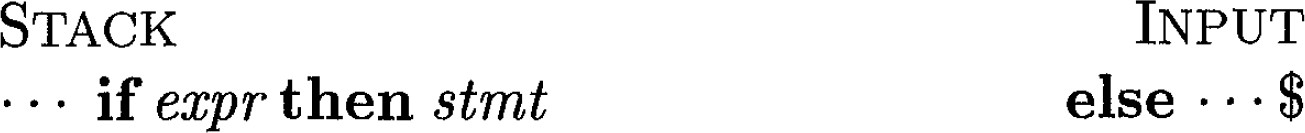 STACK INPUT
··· if expr then stmt else ··· $